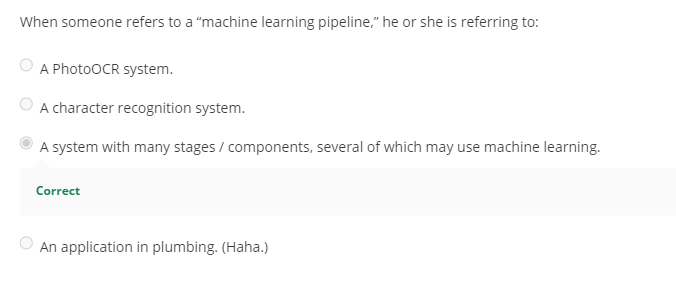 When someone refers to a “machine learning pipeline,” he or she is referring to:
A PhotoOCR system.
A character recognition system.
A system with many stages / components, several of which may use machine learning.
Correct
An application in plumbing. (Haha.)